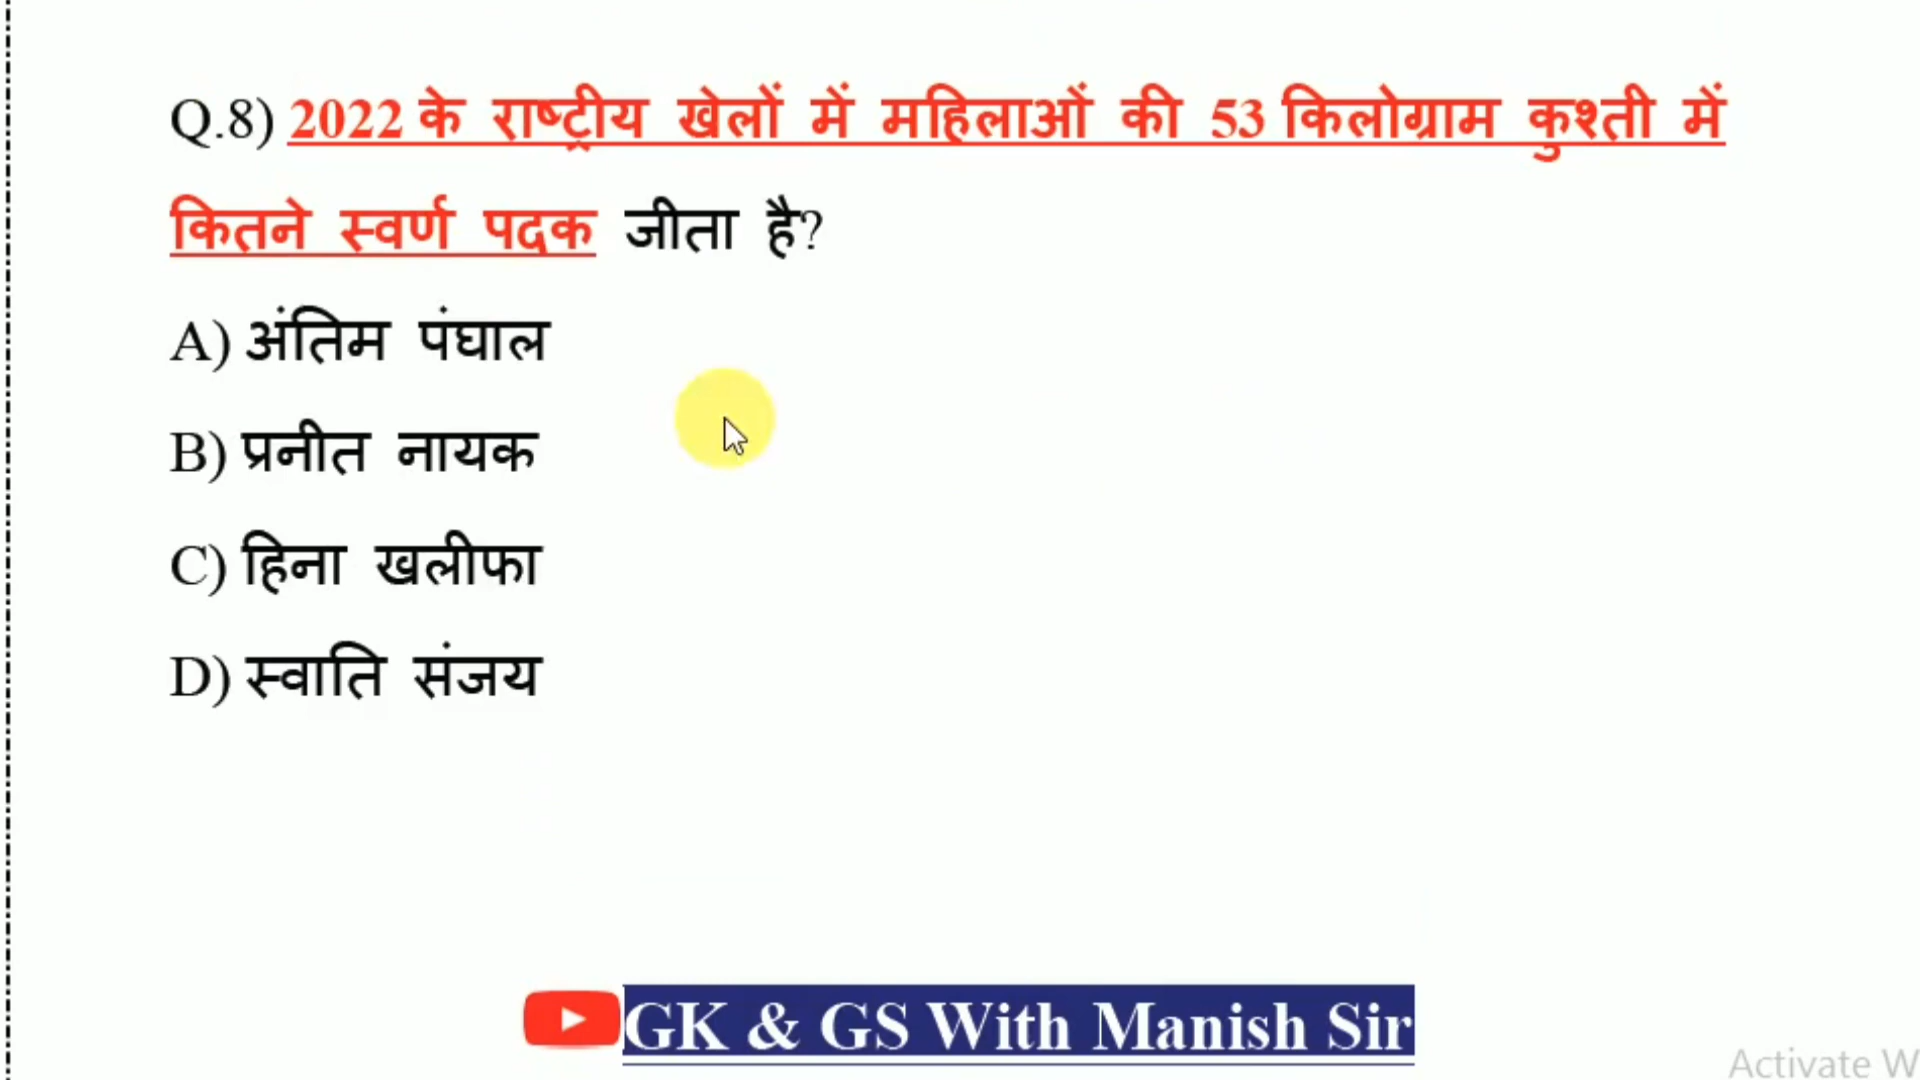 Q.8) 2022 के राष्ट्रीय खेलों में महिलाओं की 53 किलोग्राम कुश्ती में
कितने स्वर्ण पदक जीता है?
A) अंतिम पंघाल
B) प्रनीत नायक
C) हिना खलीफा
D) स्वाति संजय
GK & GS With Manish Sir
Activate W